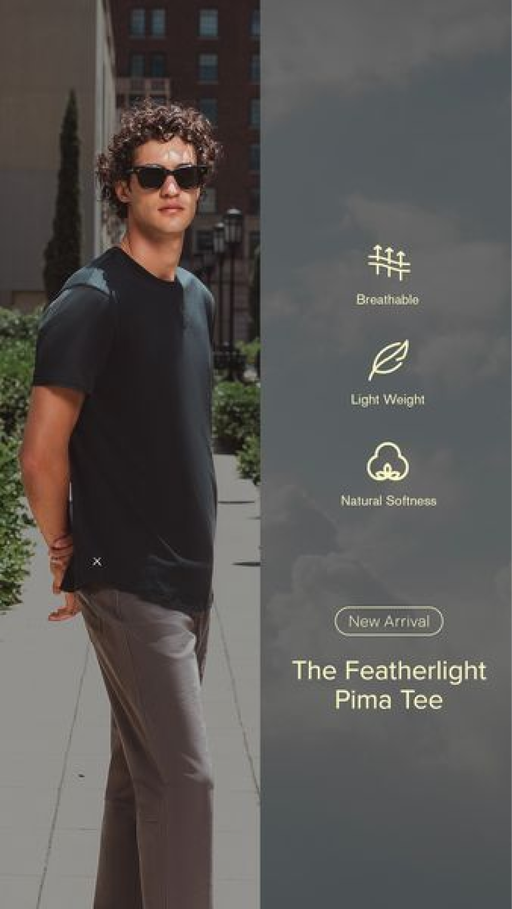 Breathable
Light Weight
Natural Softness
New Arrival
The Featherlight
Pima Tee